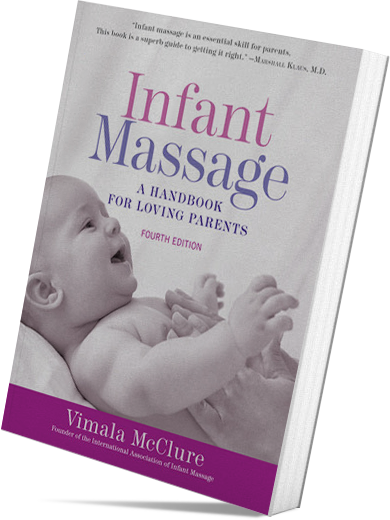 "Infant massage is an essential skill for parents.
This book is a superb guide to getting it right." —Marshall Klaus, M.D.
Infant
Massage
A HANDBOOK
FOR LOVING PARENTS
FOURTH EDITION
Vimala McClure
Founder of the International Association of Infant Massage